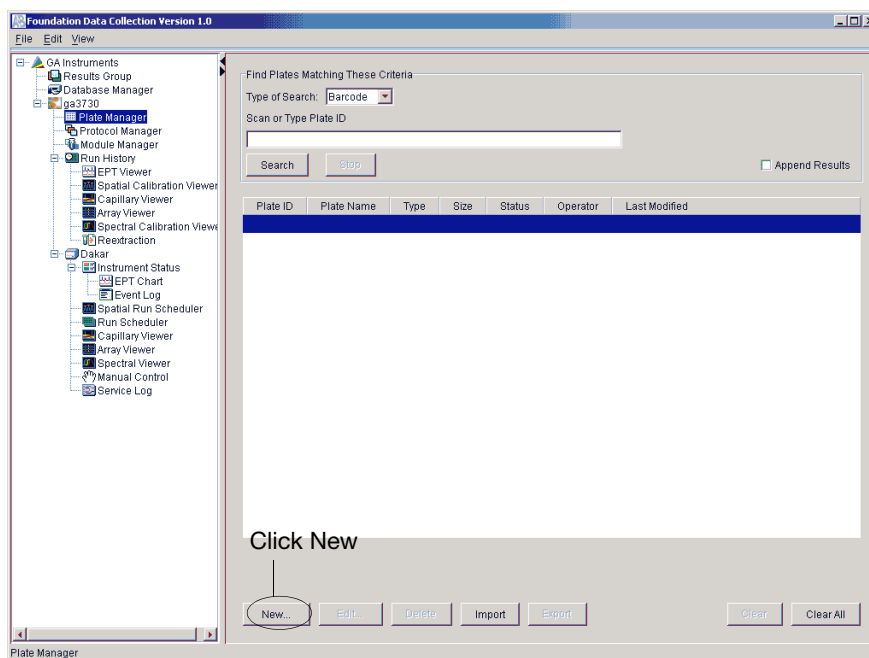 Foundation Data Collection Version 1.0
File Edit View
GA Instruments
Results Group
Database Manager
ga3730
Plate Manager
Protocol Manager
Module Manager
Run History
EPT Viewer
Spatial Calibration Viewer
Capillary Viewer
Array Viewer
Spectral Calibration Viewe
Reextraction
Dakar
Instrument Status
EPT Chart
Event Log
Spatial Run Scheduler
Run Scheduler
Capillary Viewer
Array Viewer
Spectral Viewer
Manual Control
Service Log
Find Plates Matching These Criteria
Type of Search: Barcode
Scan or Type Plate ID
Search Stop Append Results
Plate ID Plate Name Type Size Status Operator Last Modified
Click New
New... Edit... Delete Import Export Clear Clear All
Plate Manager